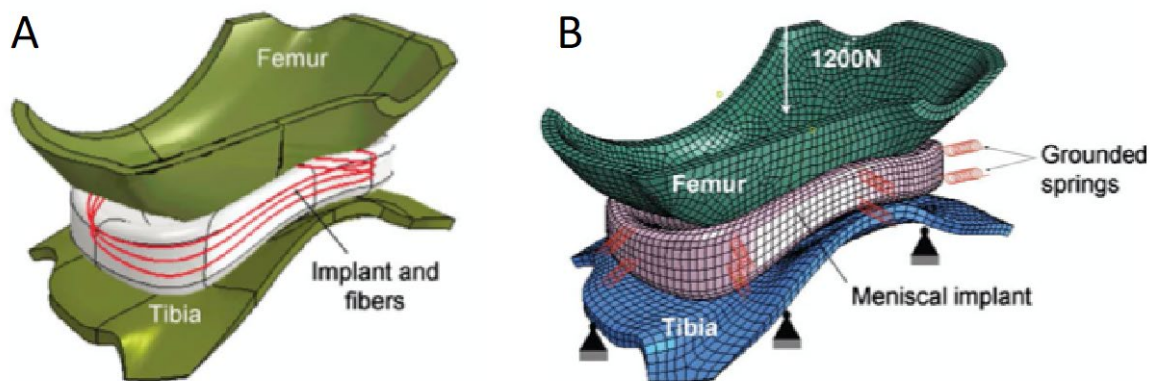 A
Femur
Implant and
fibers
Tibia
B
1200N
Femur
Grounded
springs
Meniscal implant
Tibia